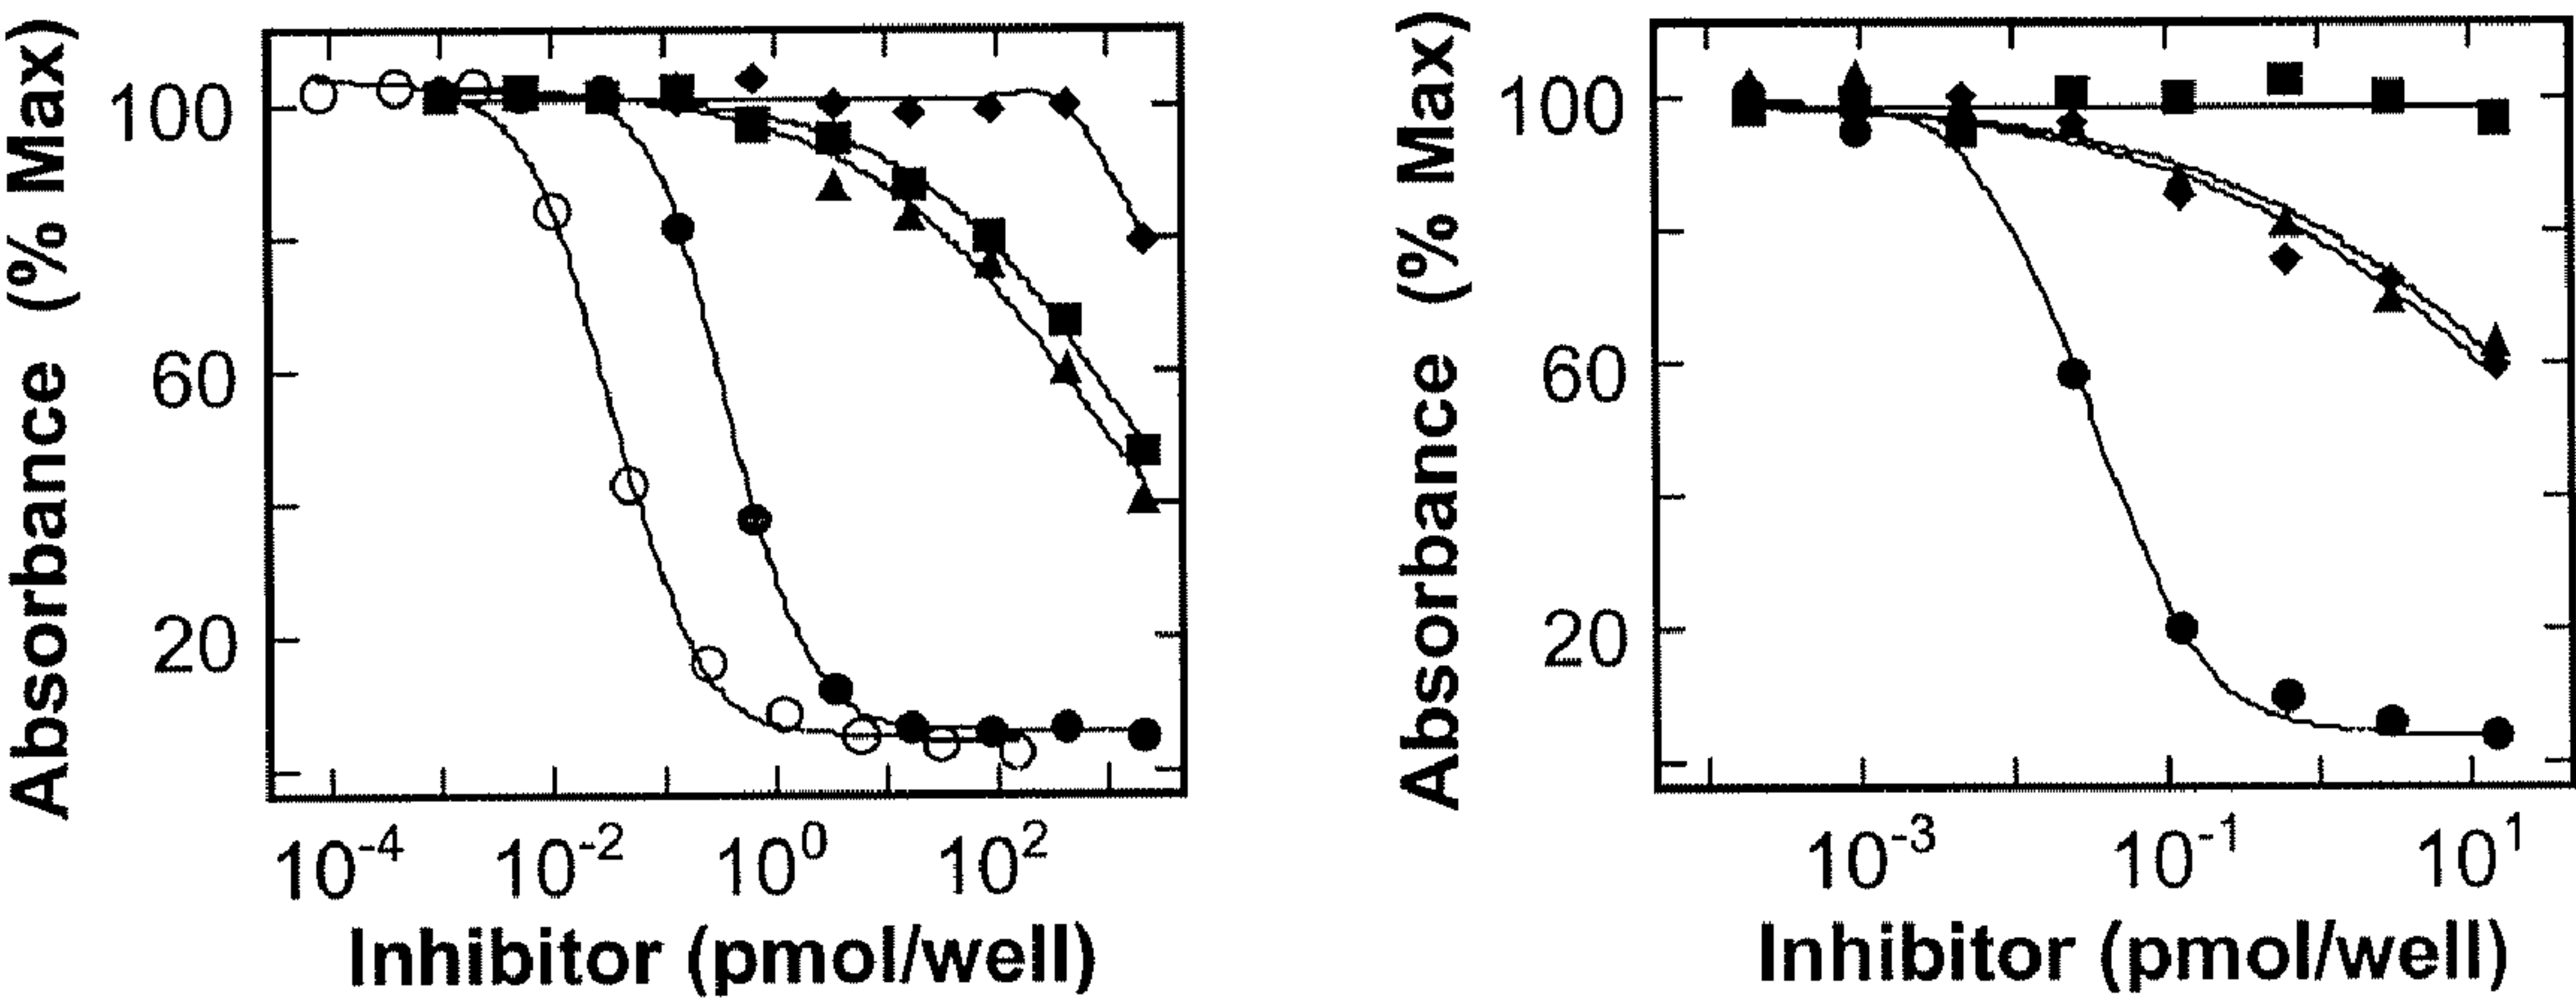 Absorbance (% Max)
100
60
20
10-4 10-2 100 102
Inhibitor (pmol/well)
Absorbance (% Max)
100
60
20
10-3 10-1 101
Inhibitor (pmol/well)